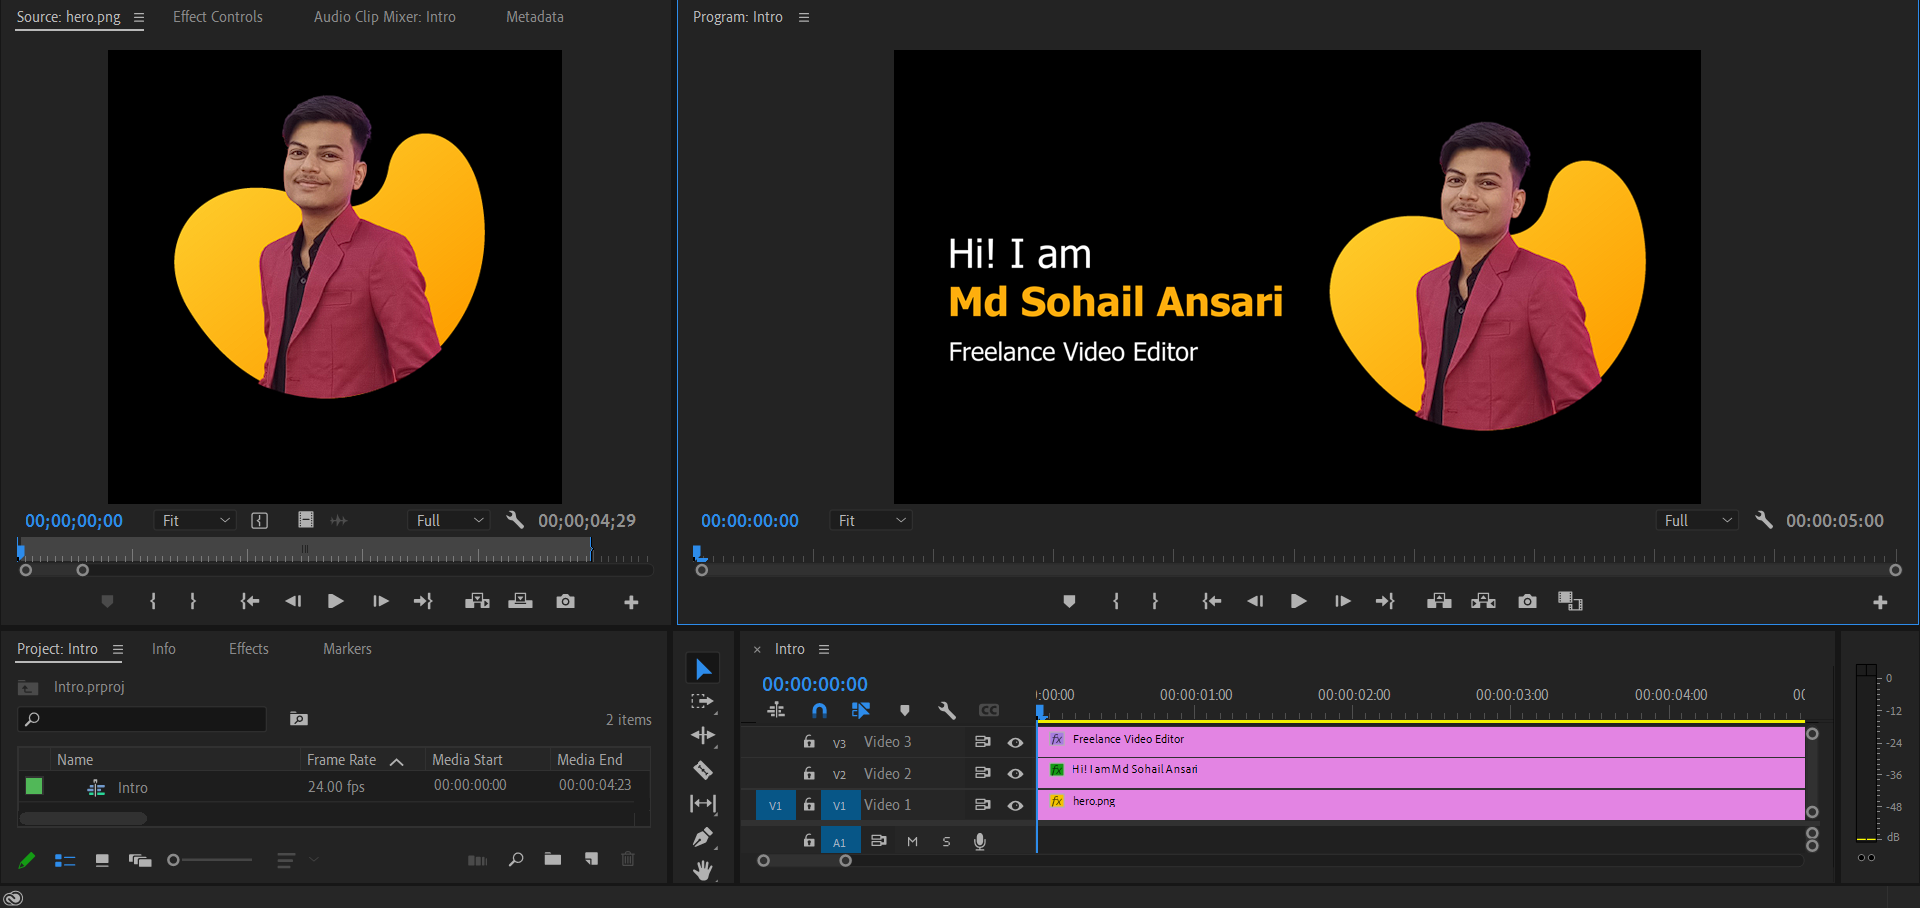 Source: hero.png
Effect Controls
Audio Clip Mixer: Intro
Metadata
Program: Intro
Hi! I am
Md Sohail Ansari
Freelance Video Editor
00;00;00;00
Fit
Full
00;00;04;29
00:00:00:00
Fit
Full
00:00:05:00
Project: Intro
Info
Effects
Markers
Intro.prproj
2 items
Name
Frame Rate
Media Start
Media End
Intro
24.00 fps
00:00:00:00
00:00:04:23
× Intro
00:00:00:00
:00:00
00:00:01:00
00:00:02:00
00:00:03:00
00:00:04:00
00
CC
V3 Video 3
fx Freelance Video Editor
V2 Video 2
fx Hi! I am Md Sohail Ansari
V1 V1 Video 1
fx hero.png
A1 M S
0
-12
-24
-36
-48
dB